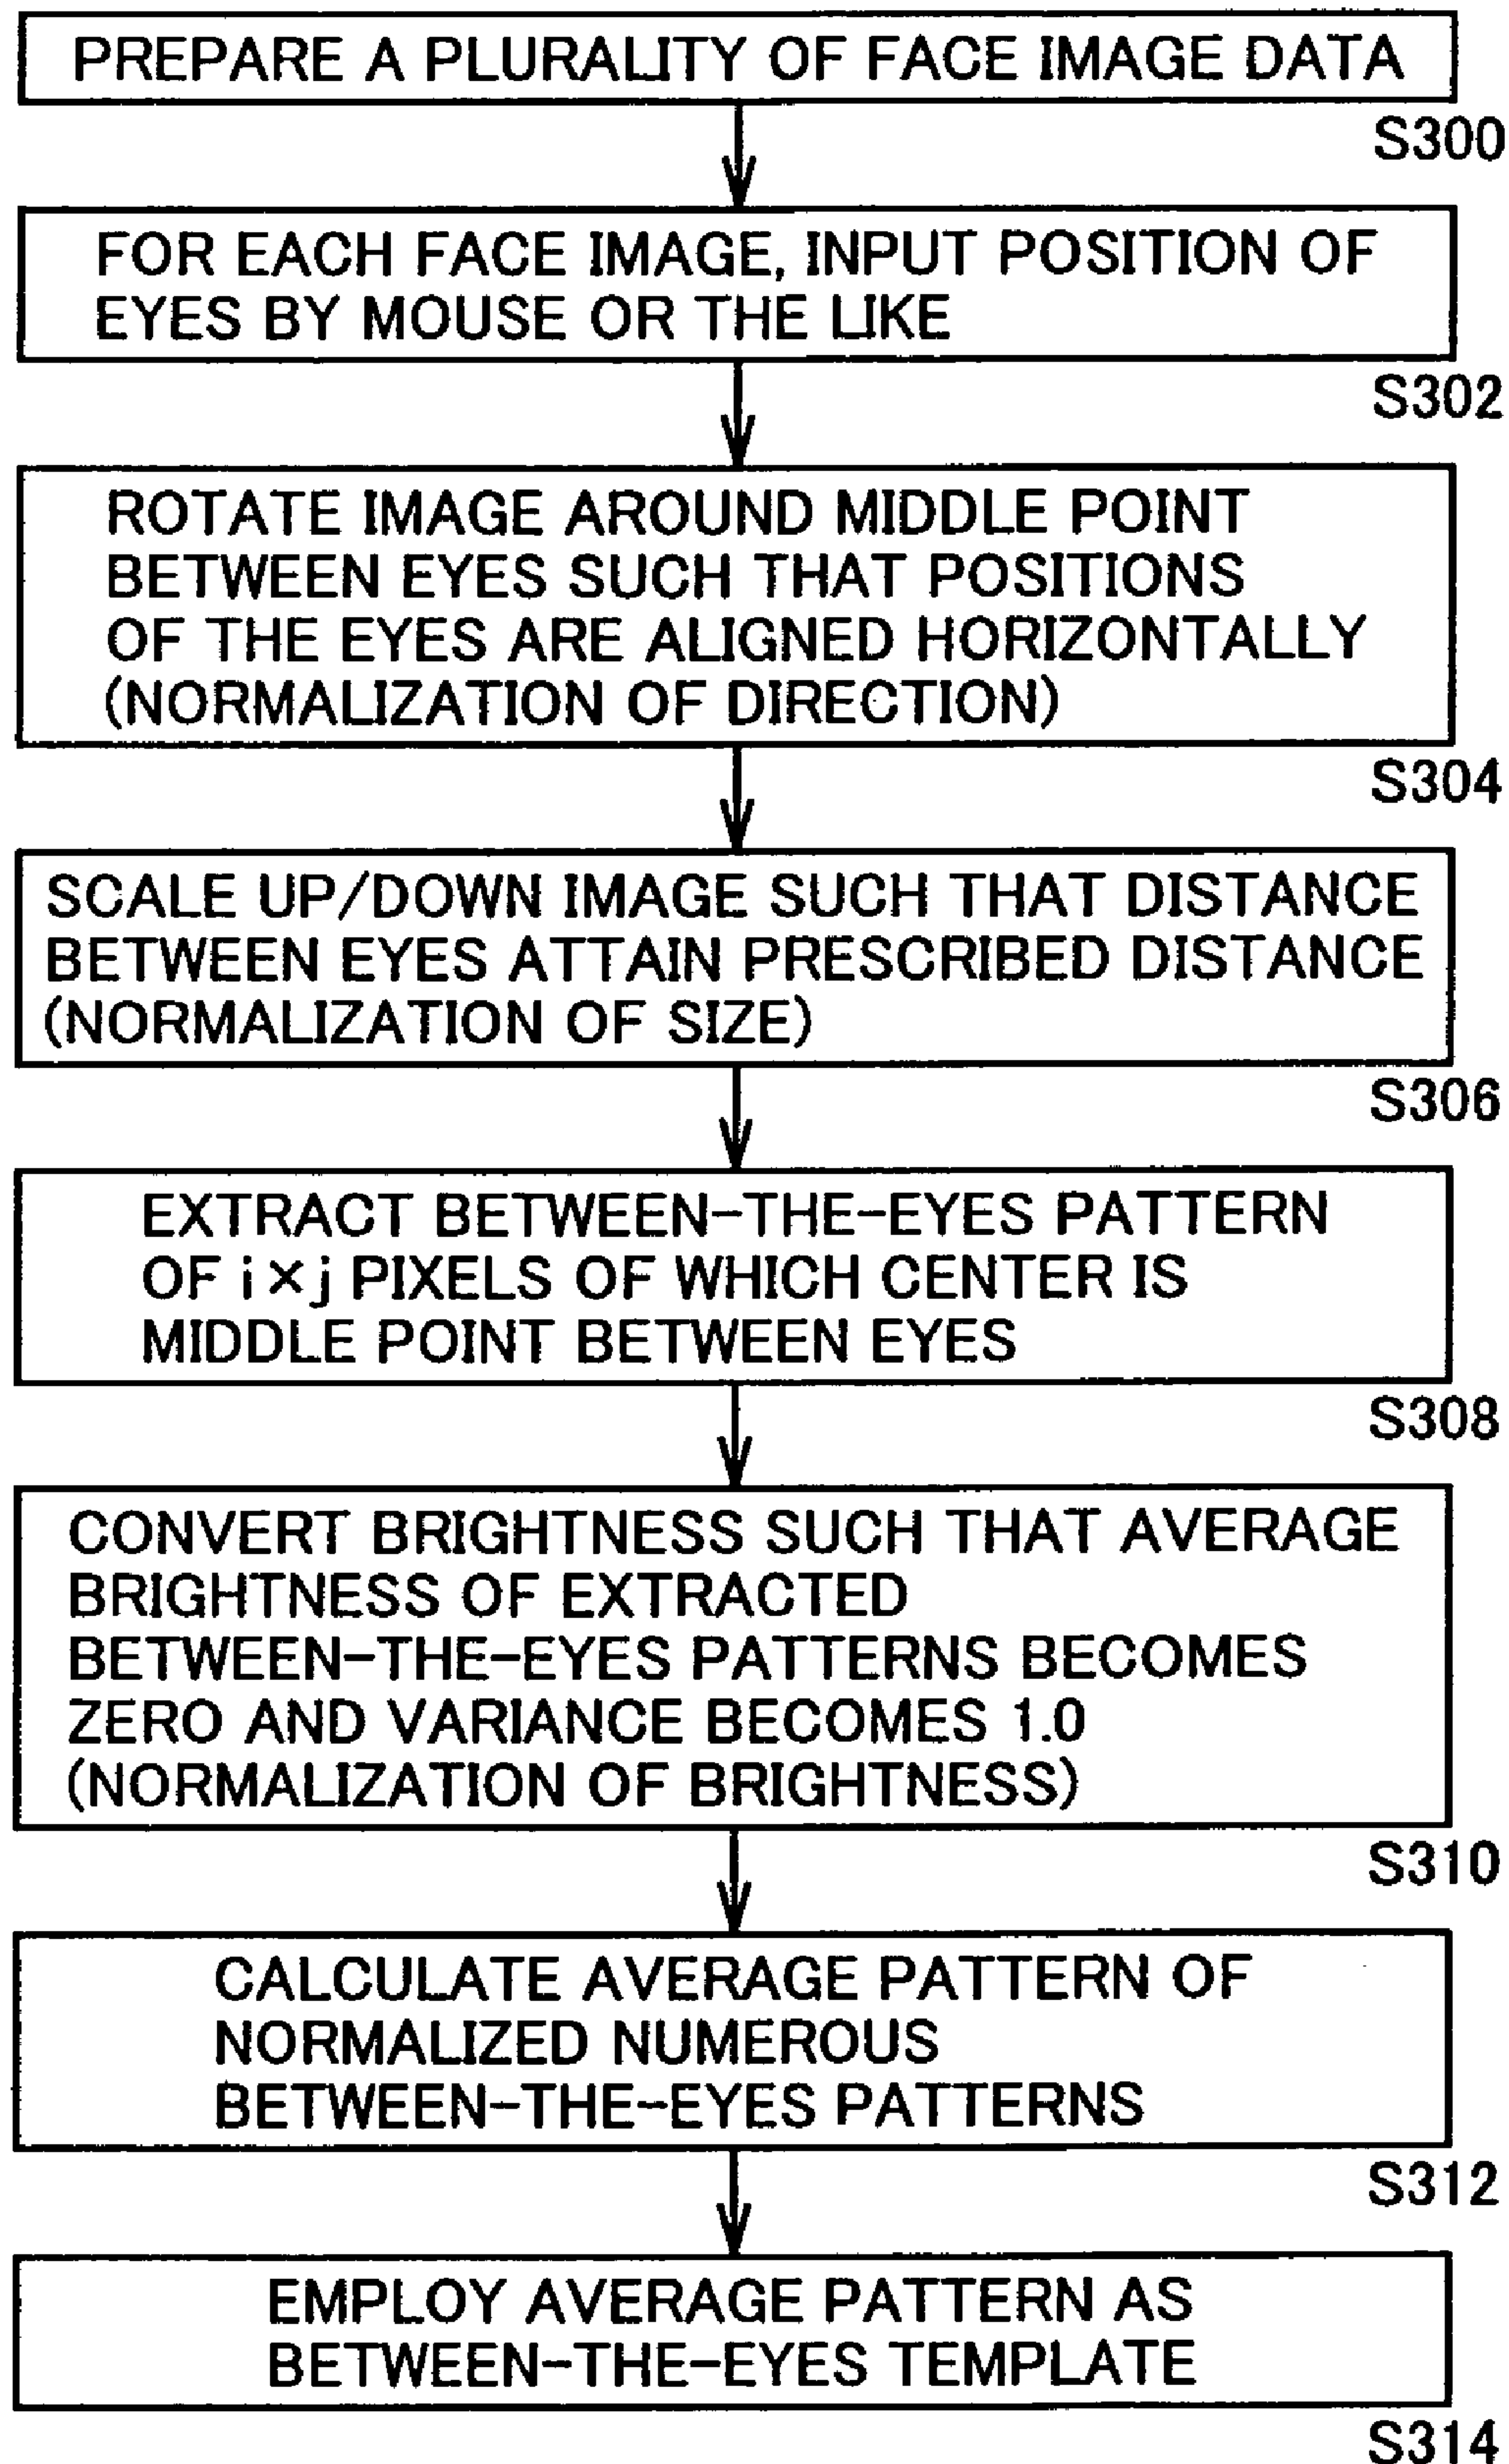 PREPARE A PLURALITY OF FACE IMAGE DATA
S300
FOR EACH FACE IMAGE, INPUT POSITION OF
EYES BY MOUSE OR THE LIKE
S302
ROTATE IMAGE AROUND MIDDLE POINT
BETWEEN EYES SUCH THAT POSITIONS
OF THE EYES ARE ALIGNED HORIZONTALLY
(NORMALIZATION OF DIRECTION)
S304
SCALE UP/DOWN IMAGE SUCH THAT DISTANCE
BETWEEN EYES ATTAIN PRESCRIBED DISTANCE
(NORMALIZATION OF SIZE)
S306
EXTRACT BETWEEN-THE-EYES PATTERN
OF i×j PIXELS OF WHICH CENTER IS
MIDDLE POINT BETWEEN EYES
S308
CONVERT BRIGHTNESS SUCH THAT AVERAGE
BRIGHTNESS OF EXTRACTED
BETWEEN-THE-EYES PATTERNS BECOMES
ZERO AND VARIANCE BECOMES 1.0
(NORMALIZATION OF BRIGHTNESS)
S310
CALCULATE AVERAGE PATTERN OF
NORMALIZED NUMEROUS
BETWEEN-THE-EYES PATTERNS
S312
EMPLOY AVERAGE PATTERN AS
BETWEEN-THE-EYES TEMPLATE
S314